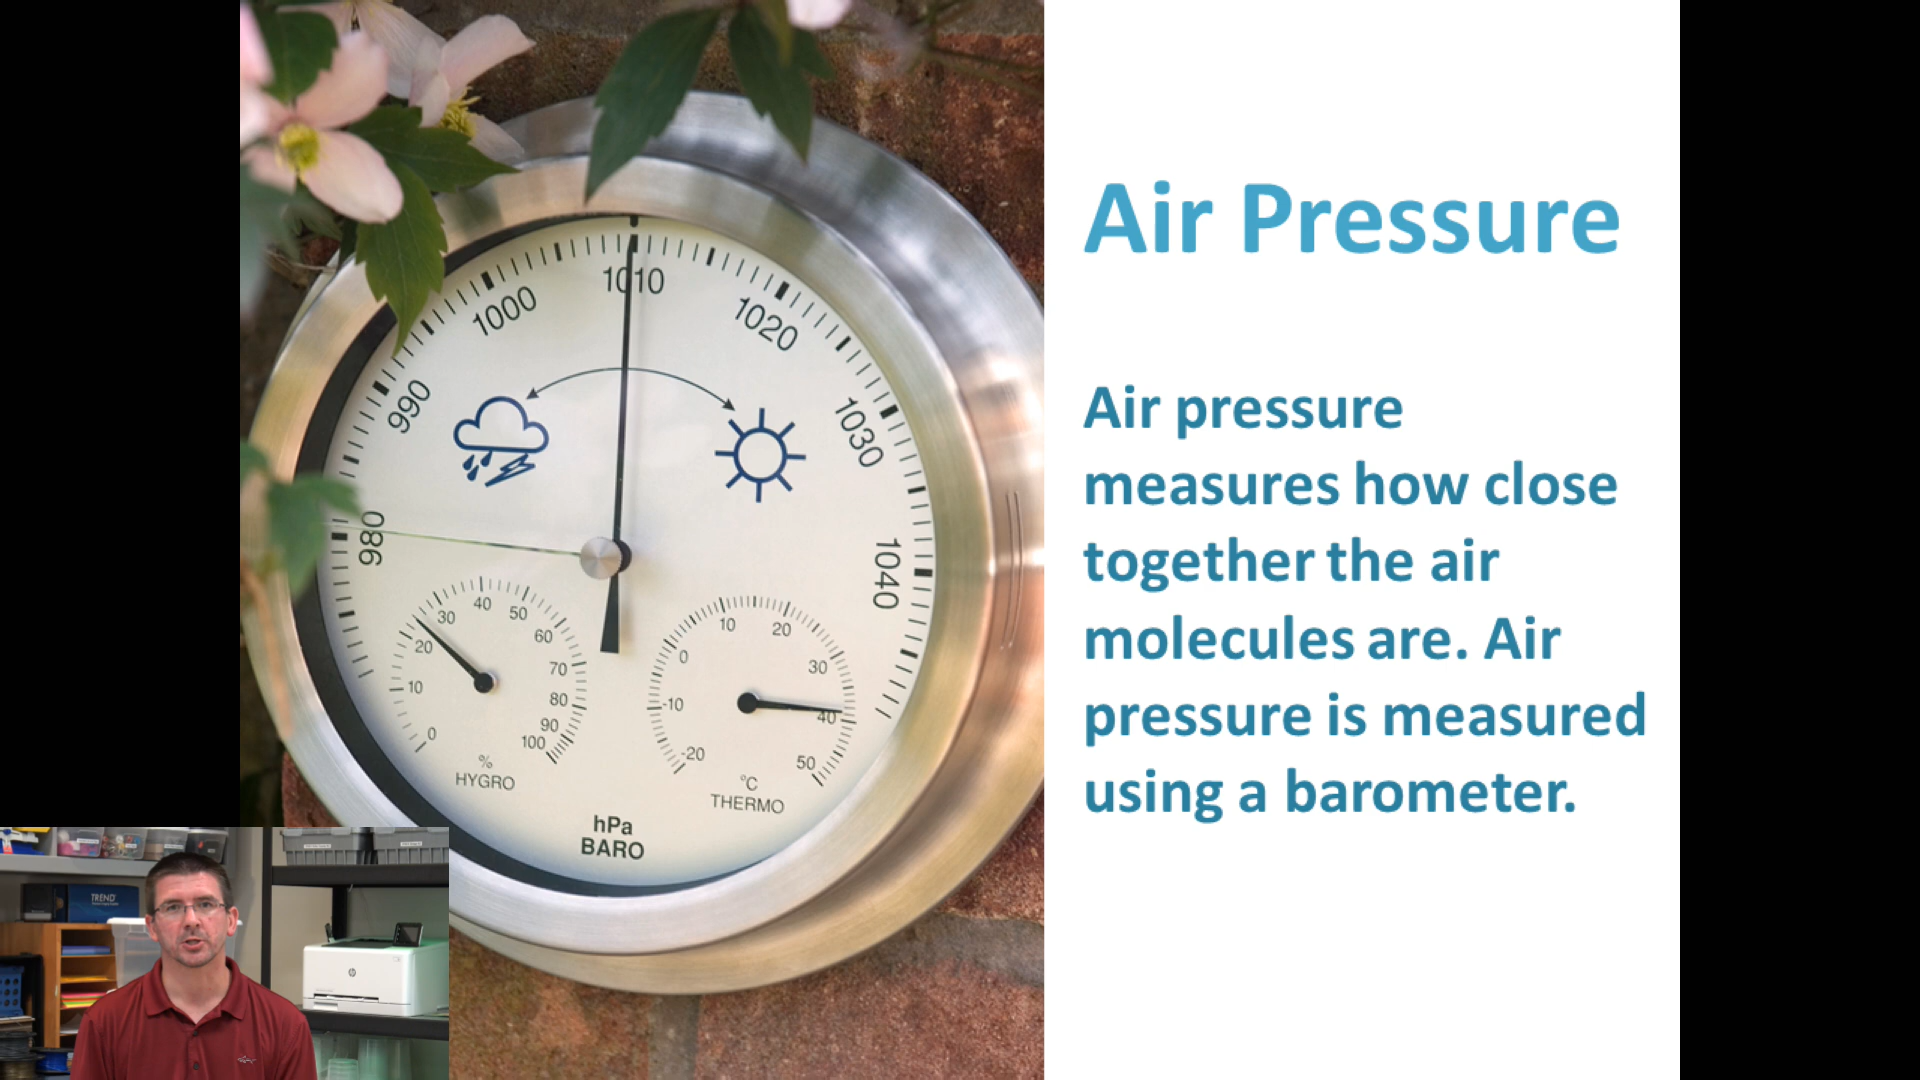 Air Pressure
Air pressure
measures how close
together the air
molecules are. Air
pressure is measured
using a barometer.
980
990
1000
1010
1020
1030
1040
0
10
20
30
40
50
60
70
80
90
100
%
HYGRO
-20
-10
0
10
20
30
40
50
°C
THERMO
hPa
BARO
TREND
hp